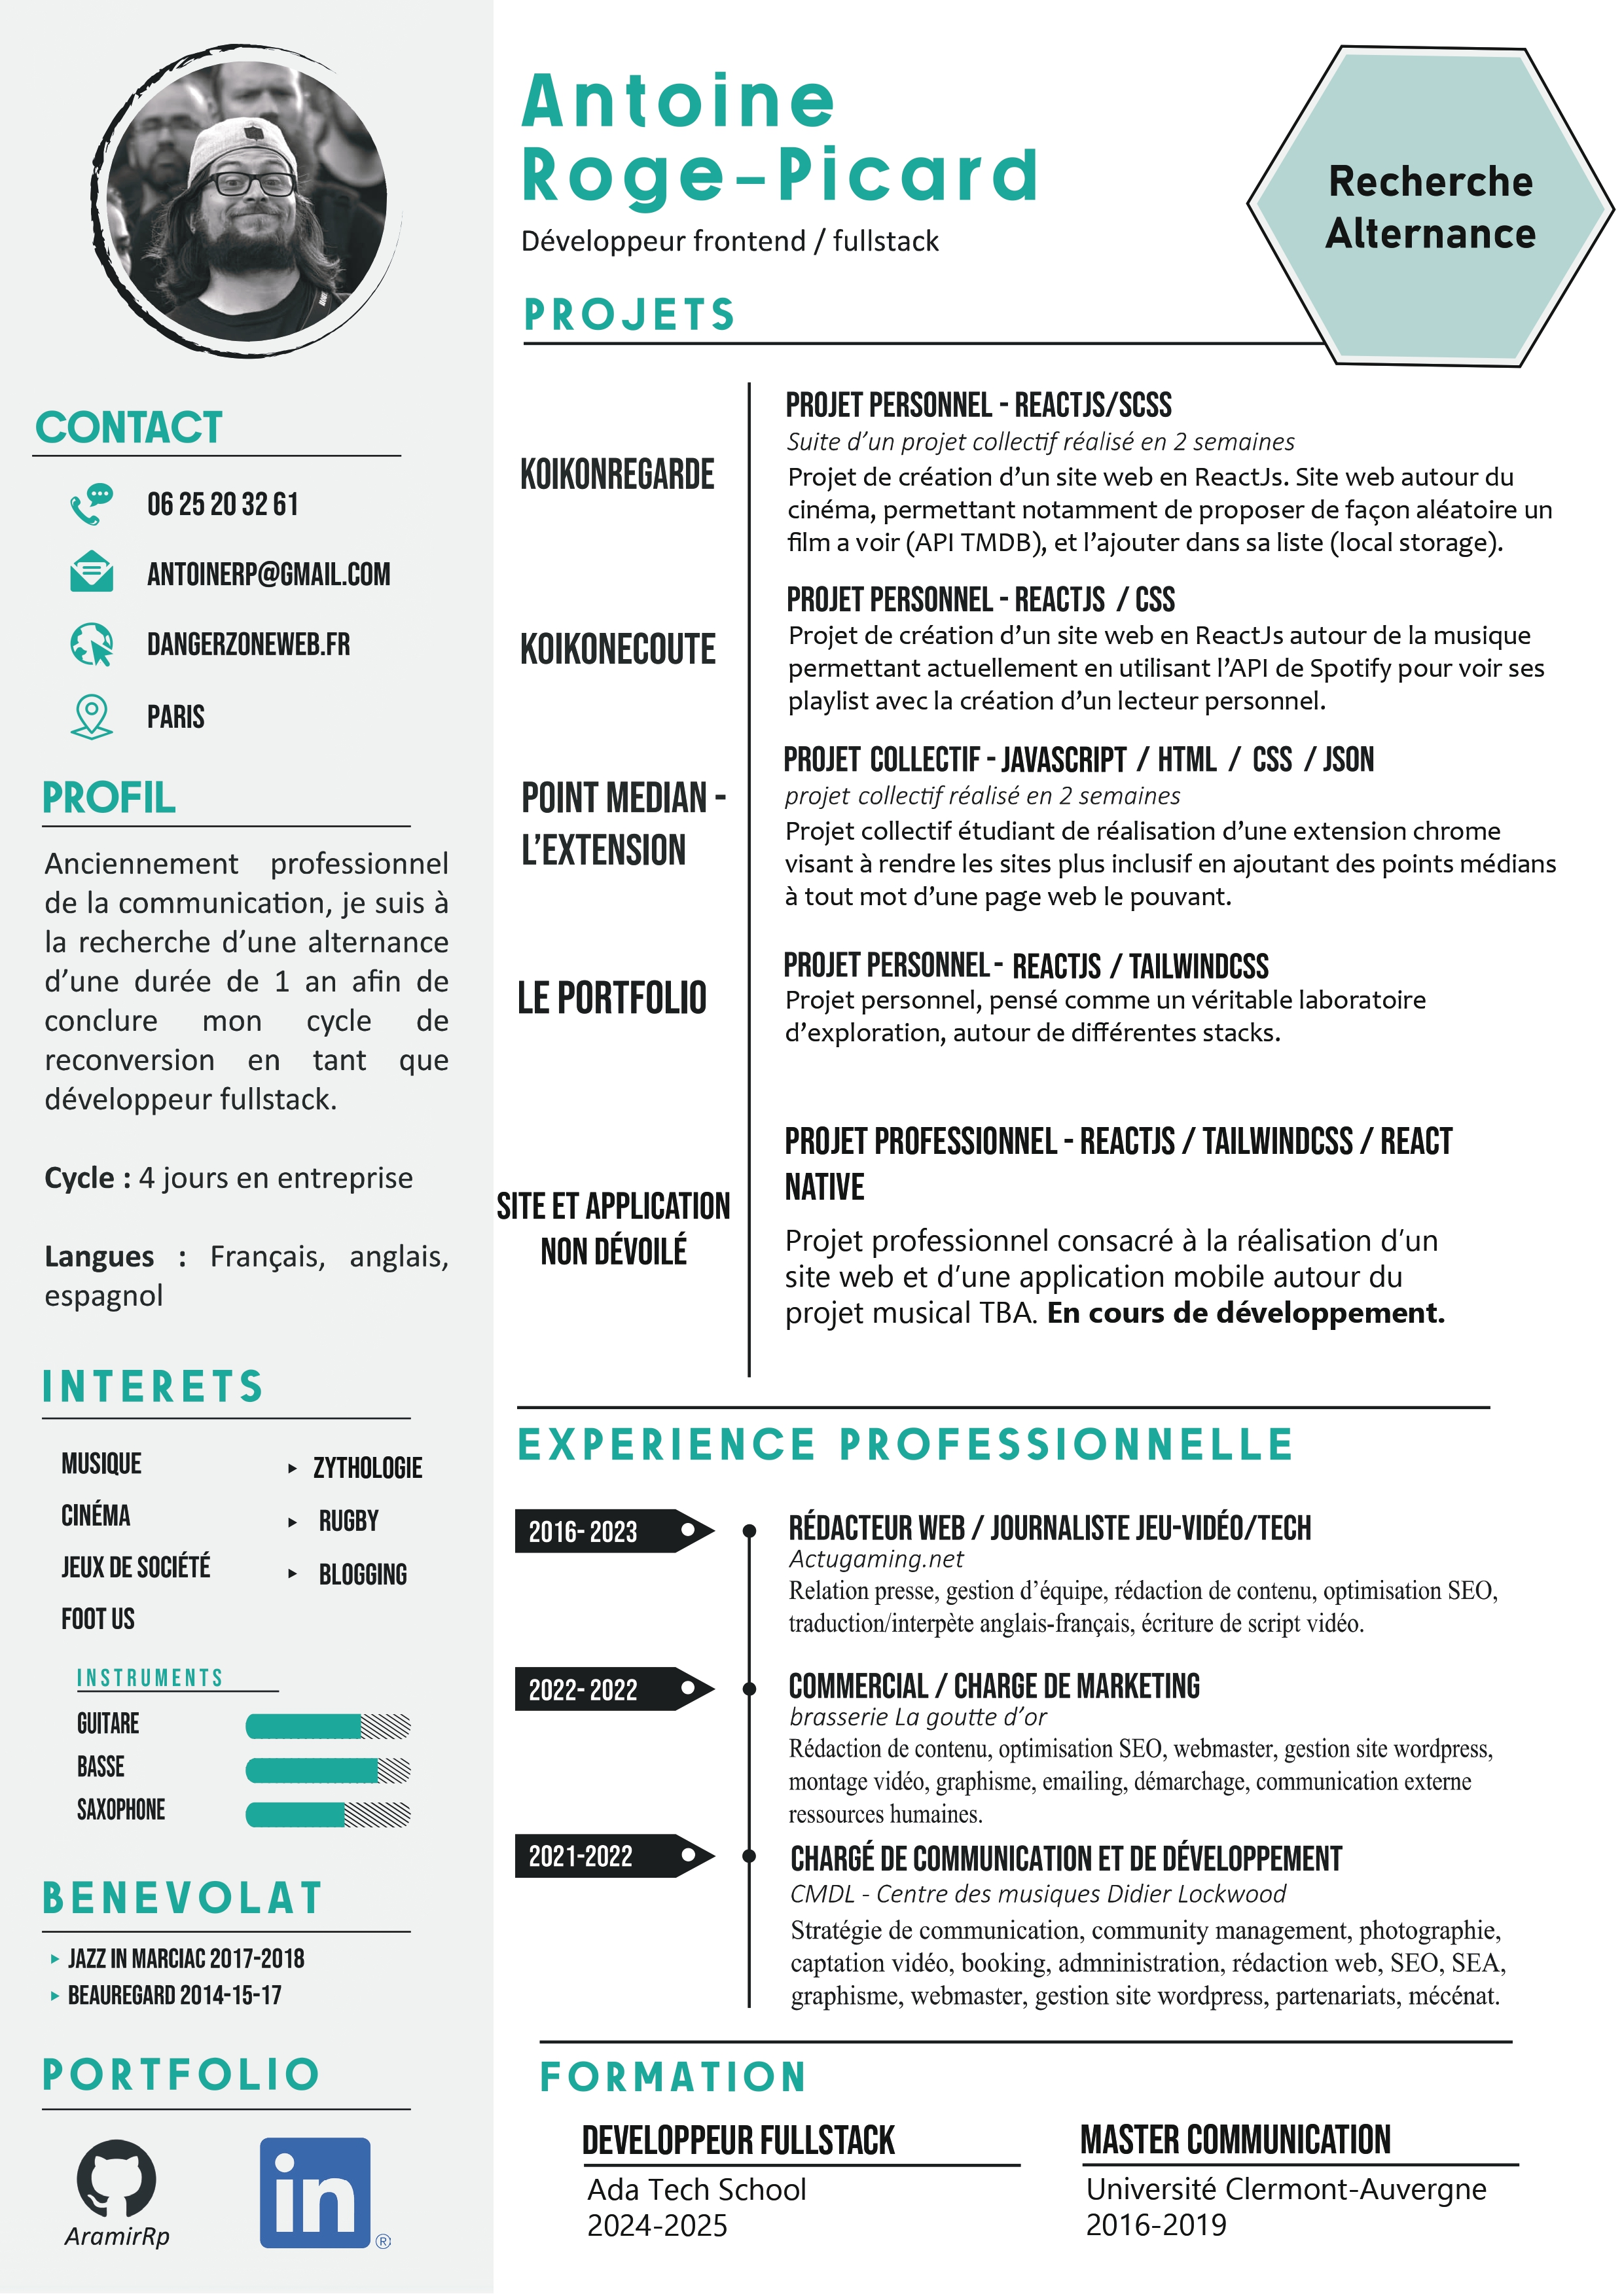 Antoine
Roge-Picard
Développeur frontend / fullstack
Recherche
Alternance
CONTACT
06 25 20 32 61
ANTOINERP@GMAIL.COM
DANGERZONEWEB.FR
PARIS
PROFIL
Anciennement professionnel
de la communication, je suis à
la recherche d’une alternance
d’une durée de 1 an afin de
conclure mon cycle de
reconversion en tant que
développeur fullstack.
Cycle : 4 jours en entreprise
Langues : Français, anglais,
espagnol
INTERETS
MUSIQUE
CINÉMA
JEUX DE SOCIÉTÉ
FOOT US
ZYTHOLOGIE
RUGBY
BLOGGING
INSTRUMENTS
GUITARE
BASSE
SAXOPHONE
BENEVOLAT
JAZZ IN MARCIAC 2017-2018
BEAUREGARD 2014-15-17
PORTFOLIO
AramirRp
in
®
PROJETS
KOIKONREGARDE
PROJET PERSONNEL - REACTJS/SCSS
Suite d’un projet collectif réalisé en 2 semaines
Projet de création d’un site web en ReactJs. Site web autour du
cinéma, permettant notamment de proposer de façon aléatoire un
film a voir (API TMDB), et l’ajouter dans sa liste (local storage).
KOIKONECOUTE
PROJET PERSONNEL - REACTJS / CSS
Projet de création d’un site web en ReactJs autour de la musique
permettant actuellement en utilisant l’API de Spotify pour voir ses
playlist avec la création d’un lecteur personnel.
POINT MEDIAN -
L’EXTENSION
PROJET COLLECTIF - JAVASCRIPT / HTML / CSS / JSON
projet collectif réalisé en 2 semaines
Projet collectif étudiant de réalisation d’une extension chrome
visant à rendre les sites plus inclusif en ajoutant des points médians
à tout mot d’une page web le pouvant.
LE PORTFOLIO
PROJET PERSONNEL - REACTJS / TAILWINDCSS
Projet personnel, pensé comme un véritable laboratoire
d’exploration, autour de différentes stacks.
SITE ET APPLICATION
NON DÉVOILÉ
PROJET PROFESSIONNEL - REACTJS / TAILWINDCSS / REACT
NATIVE
Projet professionnel consacré à la réalisation d’un
site web et d’une application mobile autour du
projet musical TBA. En cours de développement.
EXPERIENCE PROFESSIONNELLE
2016- 2023
RÉDACTEUR WEB / JOURNALISTE JEU-VIDÉO/TECH
Actugaming.net
Relation presse, gestion d’équipe, rédaction de contenu, optimisation SEO,
traduction/interpète anglais-français, écriture de script vidéo.
2022- 2022
COMMERCIAL / CHARGE DE MARKETING
brasserie La goutte d’or
Rédaction de contenu, optimisation SEO, webmaster, gestion site wordpress,
montage vidéo, graphisme, emailing, démarchage, communication externe
ressources humaines.
2021-2022
CHARGÉ DE COMMUNICATION ET DE DÉVELOPPEMENT
CMDL - Centre des musiques Didier Lockwood
Stratégie de communication, community management, photographie,
captation vidéo, booking, admninistration, rédaction web, SEO, SEA,
graphisme, webmaster, gestion site wordpress, partenariats, mécénat.
FORMATION
DEVELOPPEUR FULLSTACK
Ada Tech School
2024-2025
MASTER COMMUNICATION
Université Clermont-Auvergne
2016-2019